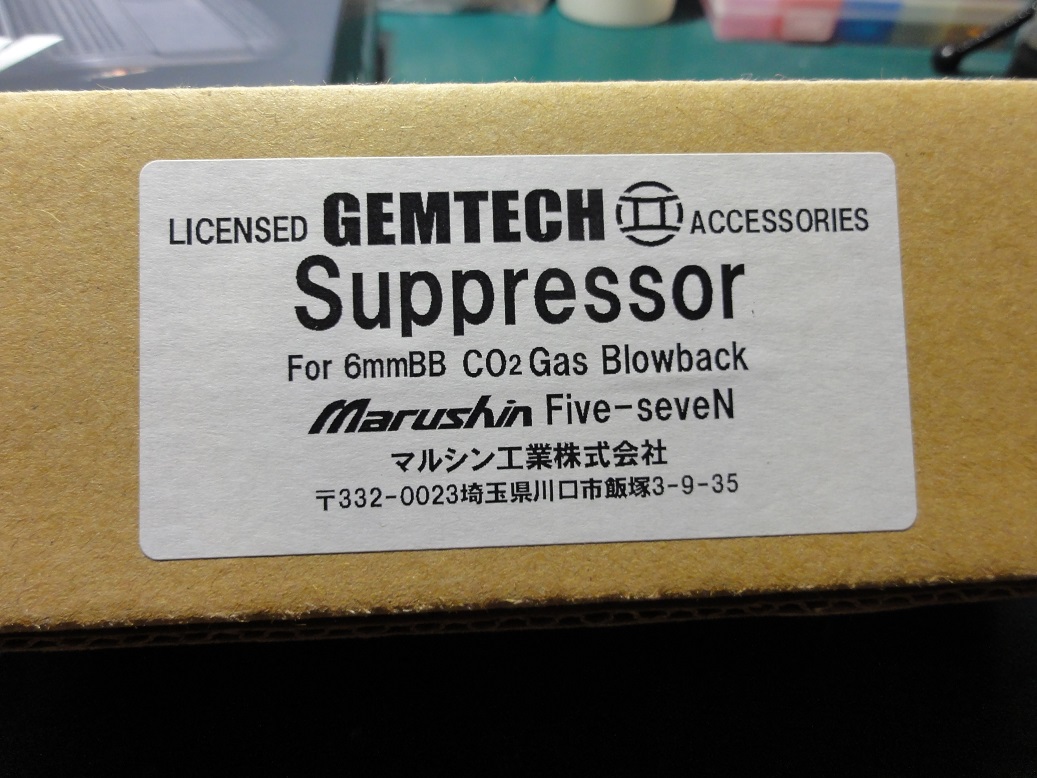 LICENSED GEMTECH ACCESSORIES
Suppressor
For 6mmBB CO2 Gas Blowback
Marushin Five-seveN
マルシン工業株式会社
〒332-0023埼玉県川口市飯塚3-9-35